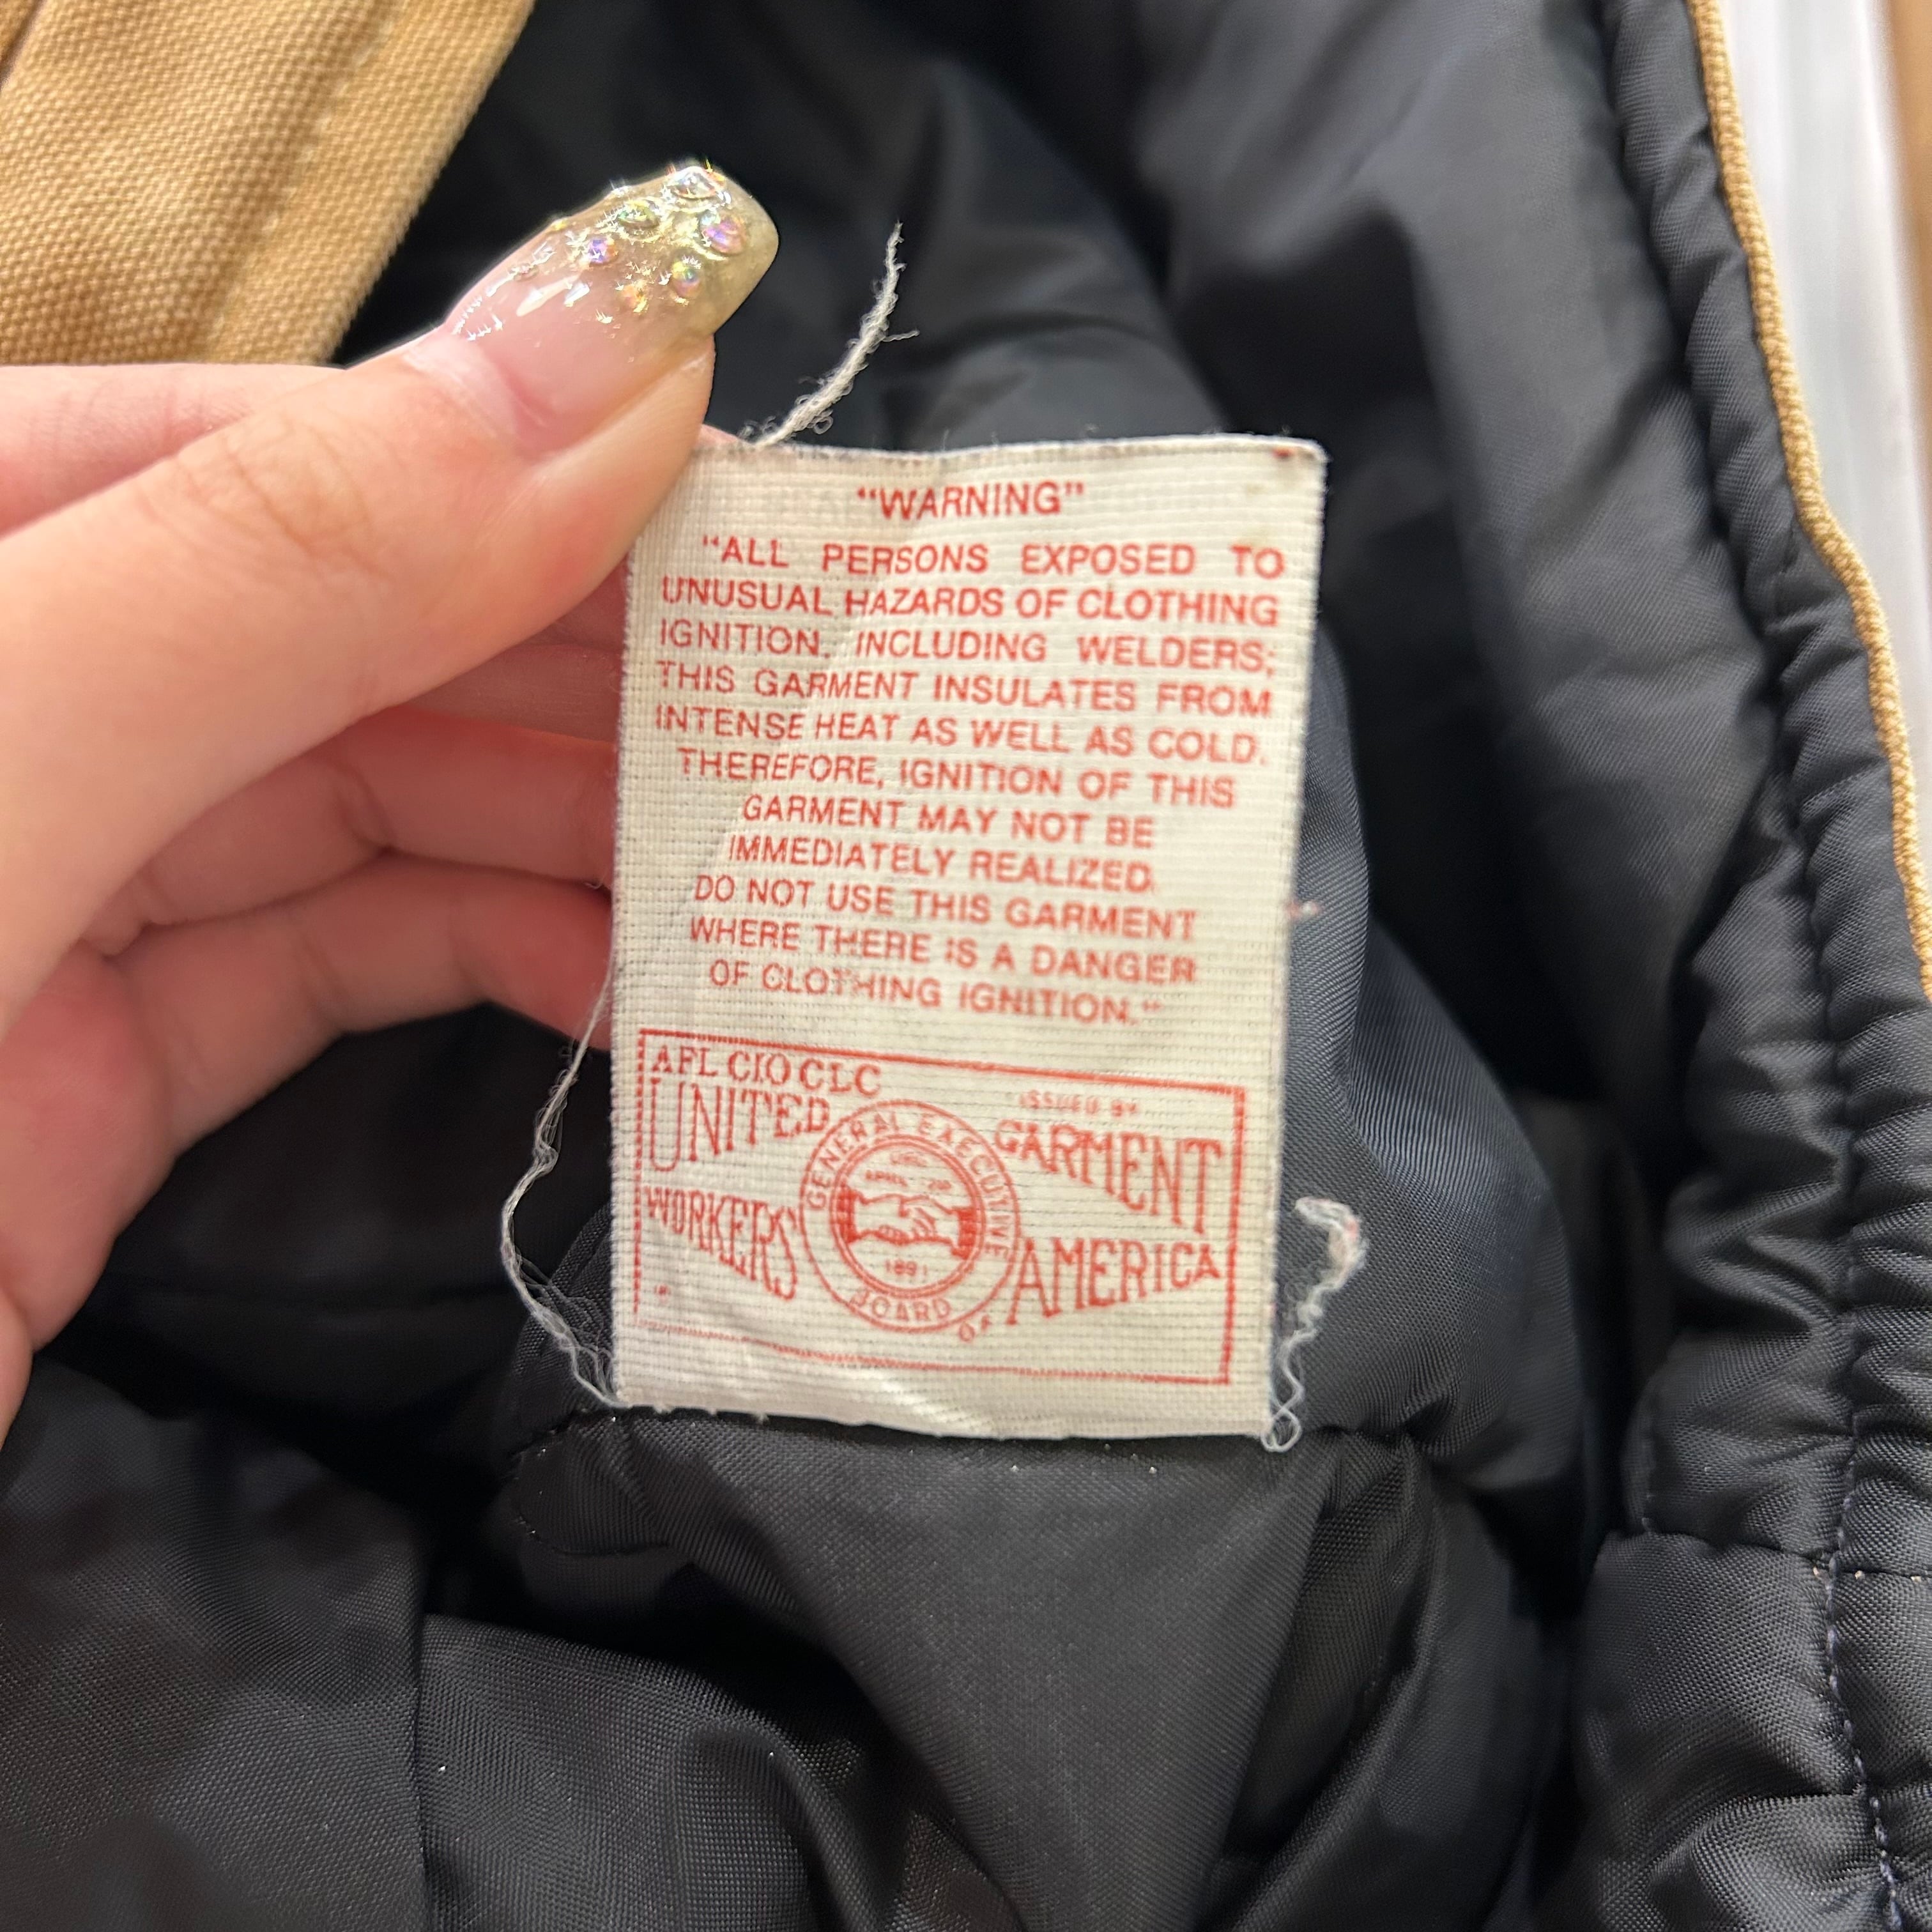 “WARNING”
“ALL PERSONS EXPOSED TO
UNUSUAL HAZARDS OF CLOTHING
IGNITION, INCLUDING WELDERS;
THIS GARMENT INSULATES FROM
INTENSE HEAT AS WELL AS COLD.
THEREFORE, IGNITION OF THIS
GARMENT MAY NOT BE
IMMEDIATELY REALIZED.
DO NOT USE THIS GARMENT
WHERE THERE IS A DANGER
OF CLOTHING IGNITION.“
AFL CIO CLC
ISSUED BY
UNITED GARMENT
WORKERS OF AMERICA
GENERAL EXECUTIVE BOARD
ORG.
APRIL
1891